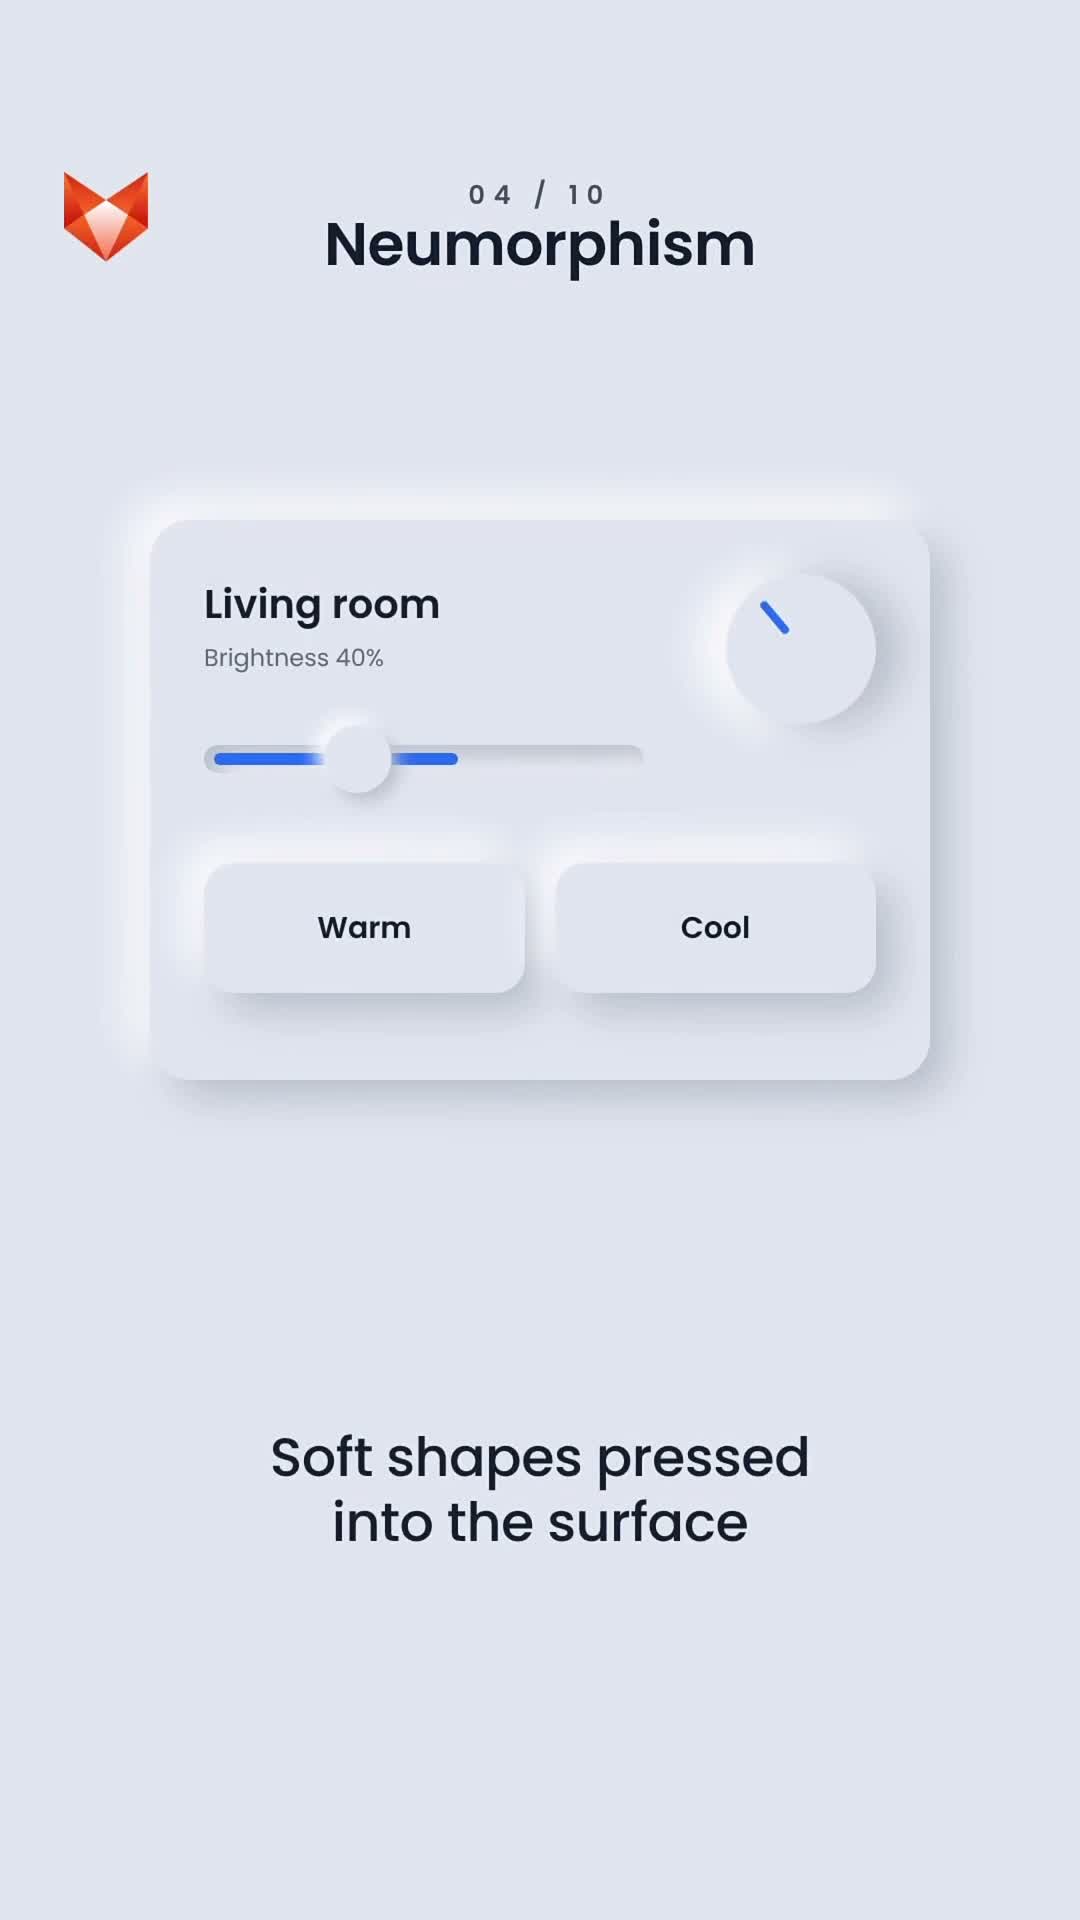 04 / 10
Neumorphism
Living room
Brightness 40%
Warm
Cool
Soft shapes pressed
into the surface